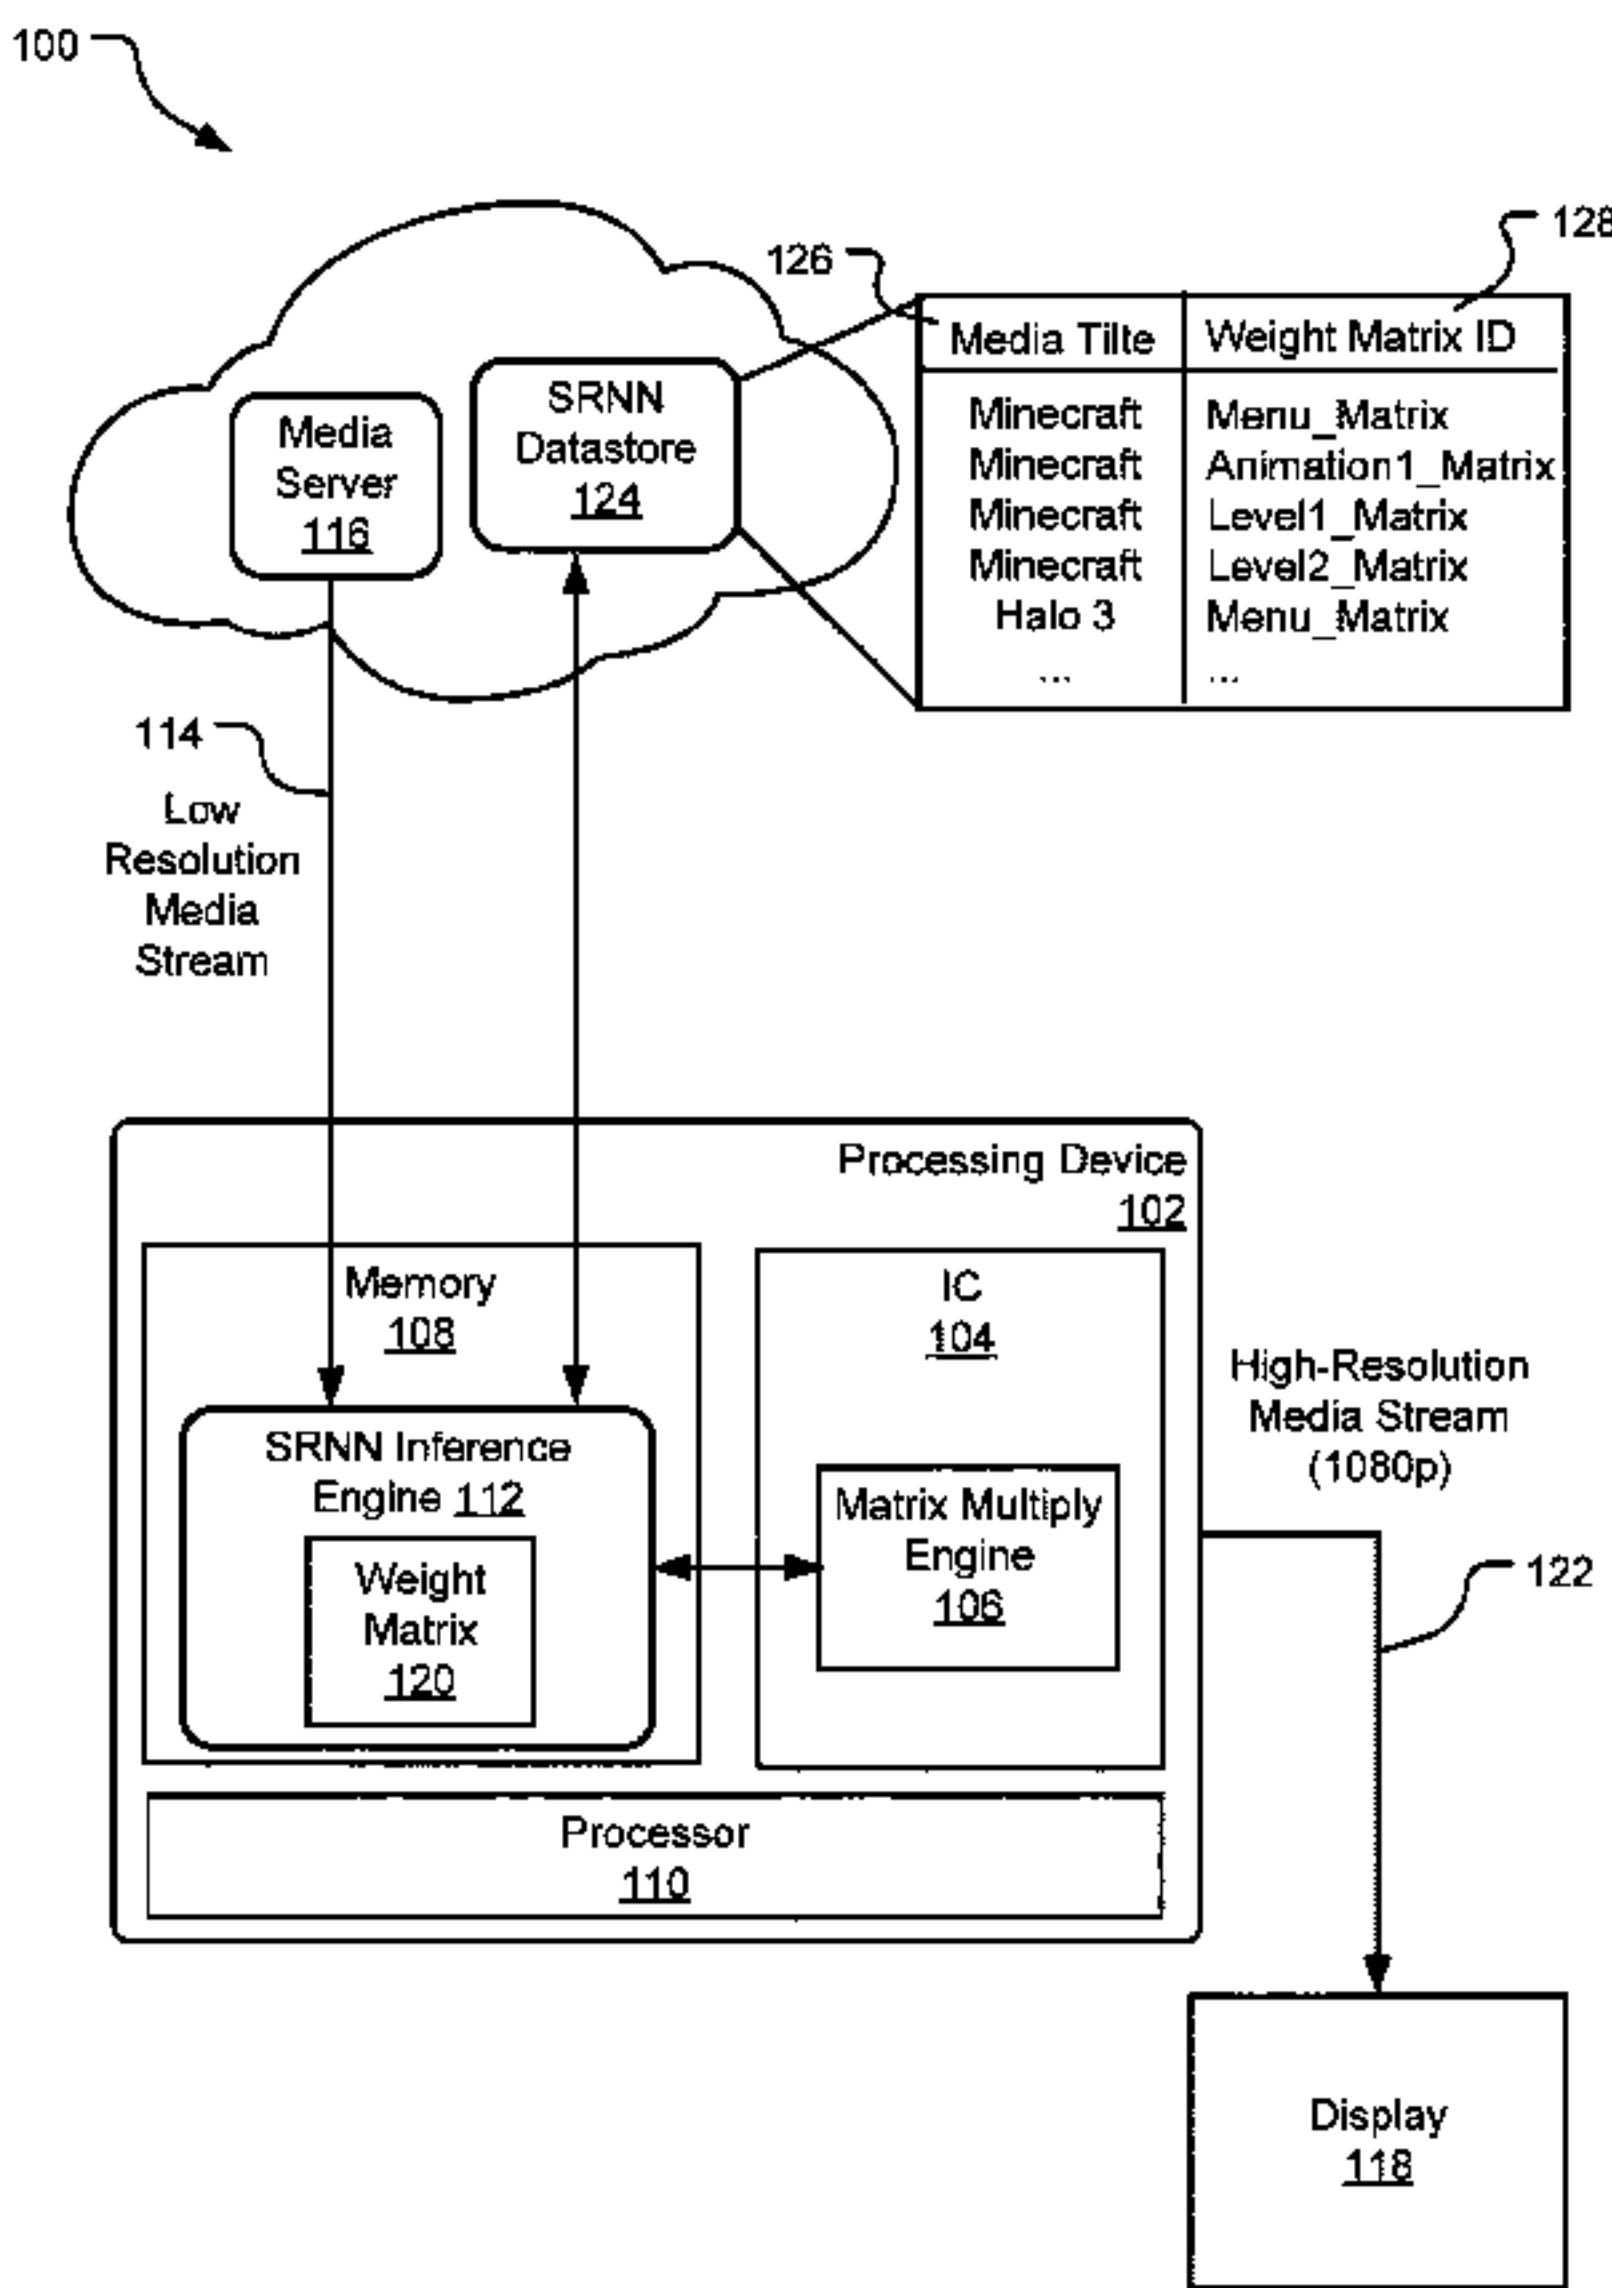 100
128
126
Media Tilte Weight Matrix ID
Minecraft Menu_Matrix
Minecraft Animation1_Matrix
Minecraft Level1_Matrix
Minecraft Level2_Matrix
Halo 3 Menu_Matrix
... ...
Media
Server
116
SRNN
Datastore
124
114
Low
Resolution
Media
Stream
Processing Device
102
Memory
108
IC
104
SRNN Inference
Engine 112
Weight
Matrix
120
Matrix Multiply
Engine
106
Processor
110
High-Resolution
Media Stream
(1080p)
122
Display
118